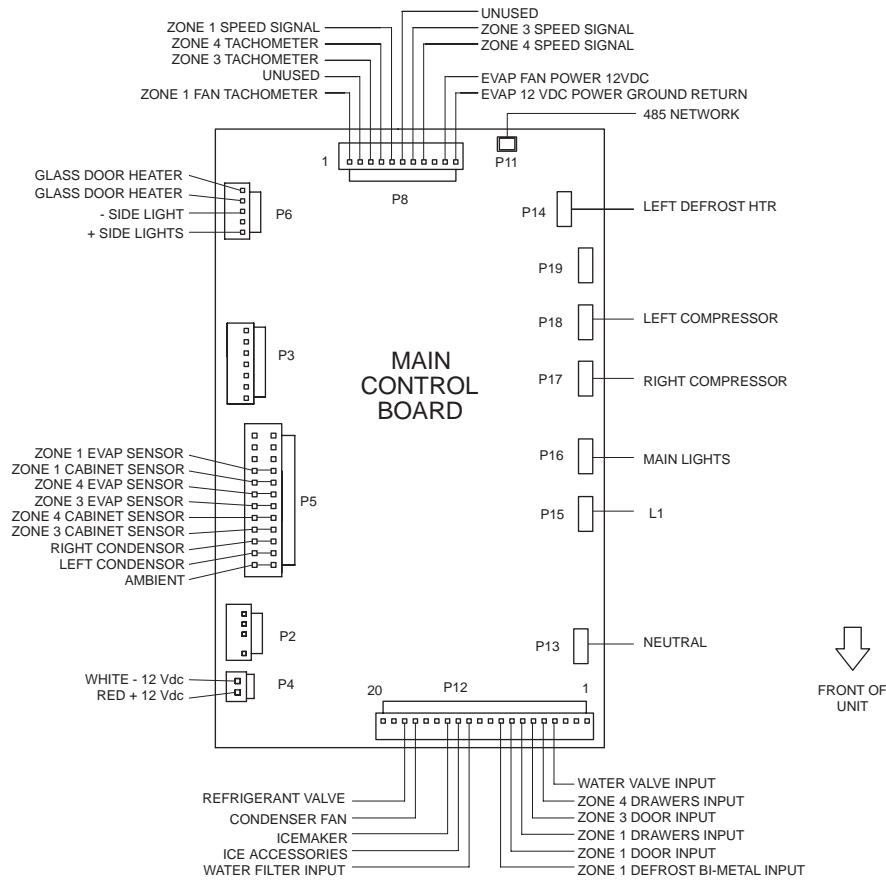 UNUSED
ZONE 1 SPEED SIGNAL
ZONE 3 SPEED SIGNAL
ZONE 4 TACHOMETER
ZONE 4 SPEED SIGNAL
ZONE 3 TACHOMETER
UNUSED
EVAP FAN POWER 12VDC
ZONE 1 FAN TACHOMETER
EVAP 12 VDC POWER GROUND RETURN
485 NETWORK
1
P11
P8
GLASS DOOR HEATER
GLASS DOOR HEATER
- SIDE LIGHT
+ SIDE LIGHTS
P6
P14
LEFT DEFROST HTR
P19
P18
LEFT COMPRESSOR
P3
MAIN
CONTROL
BOARD
P17
RIGHT COMPRESSOR
P16
MAIN LIGHTS
ZONE 1 EVAP SENSOR
ZONE 1 CABINET SENSOR
ZONE 4 EVAP SENSOR
ZONE 3 EVAP SENSOR
ZONE 4 CABINET SENSOR
ZONE 3 CABINET SENSOR
RIGHT CONDENSOR
LEFT CONDENSOR
AMBIENT
P5
P15
L1
P2
P13
NEUTRAL
WHITE - 12 Vdc
RED + 12 Vdc
P4
20
P12
1
FRONT OF
UNIT
REFRIGERANT VALVE
CONDENSER FAN
ICEMAKER
ICE ACCESSORIES
WATER FILTER INPUT
WATER VALVE INPUT
ZONE 4 DRAWERS INPUT
ZONE 3 DOOR INPUT
ZONE 1 DRAWERS INPUT
ZONE 1 DOOR INPUT
ZONE 1 DEFROST BI-METAL INPUT